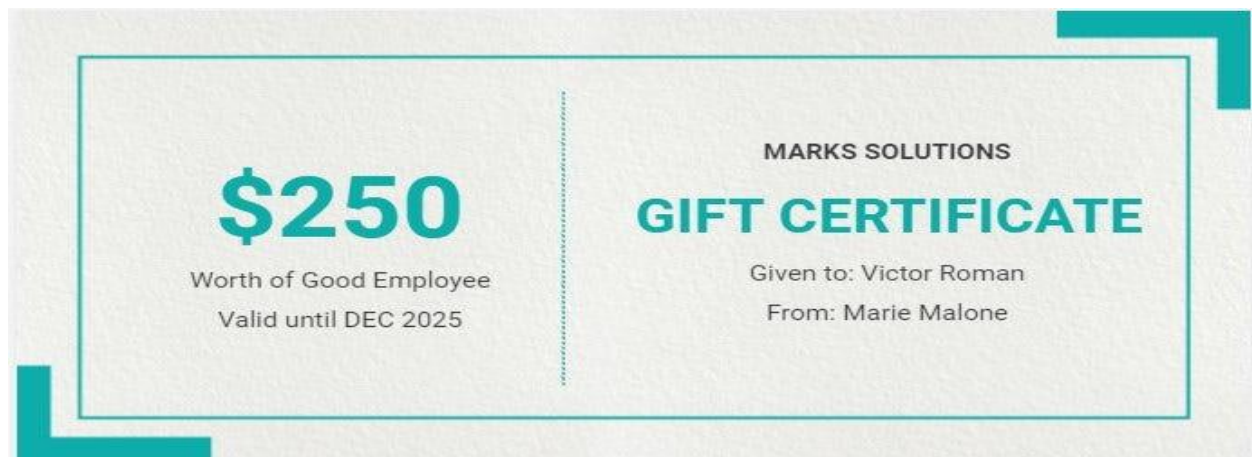 $250
Worth of Good Employee
Valid until DEC 2025
MARKS SOLUTIONS
GIFT CERTIFICATE
Given to: Victor Roman
From: Marie Malone